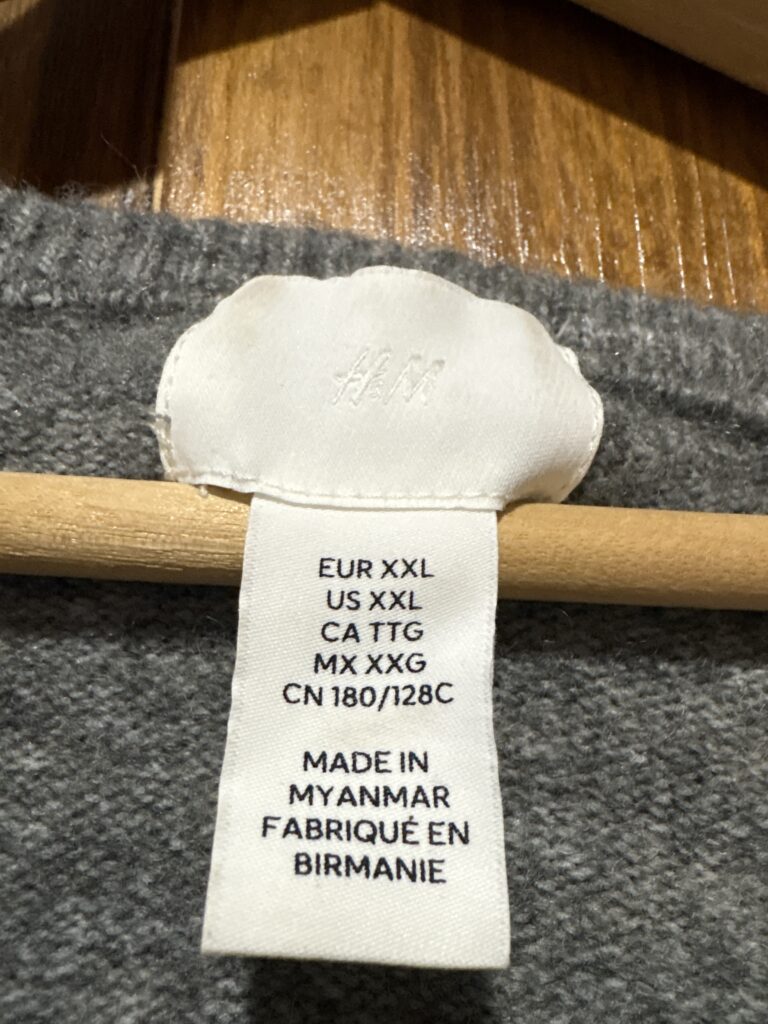 H&M
EUR XXL
US XXL
CA TTG
MX XXG
CN 180/128C
MADE IN
MYANMAR
FABRIQUÉ EN
BIRMANIE